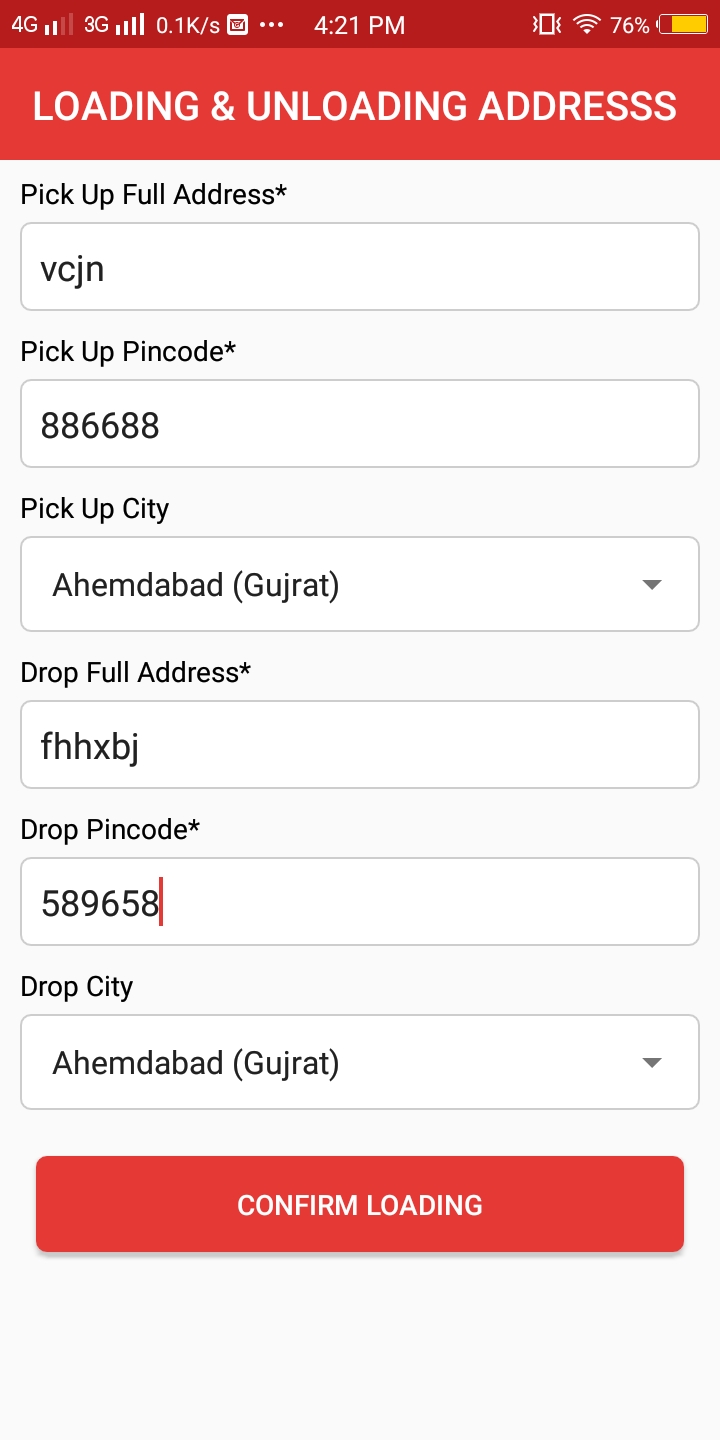 4G 3G 0.1K/s ••• 4:21 PM 76%
LOADING & UNLOADING ADDRESSS
Pick Up Full Address*
vcjn
Pick Up Pincode*
886688
Pick Up City
Ahemdabad (Gujrat)
Drop Full Address*
fhhxbj
Drop Pincode*
589658
Drop City
Ahemdabad (Gujrat)
CONFIRM LOADING